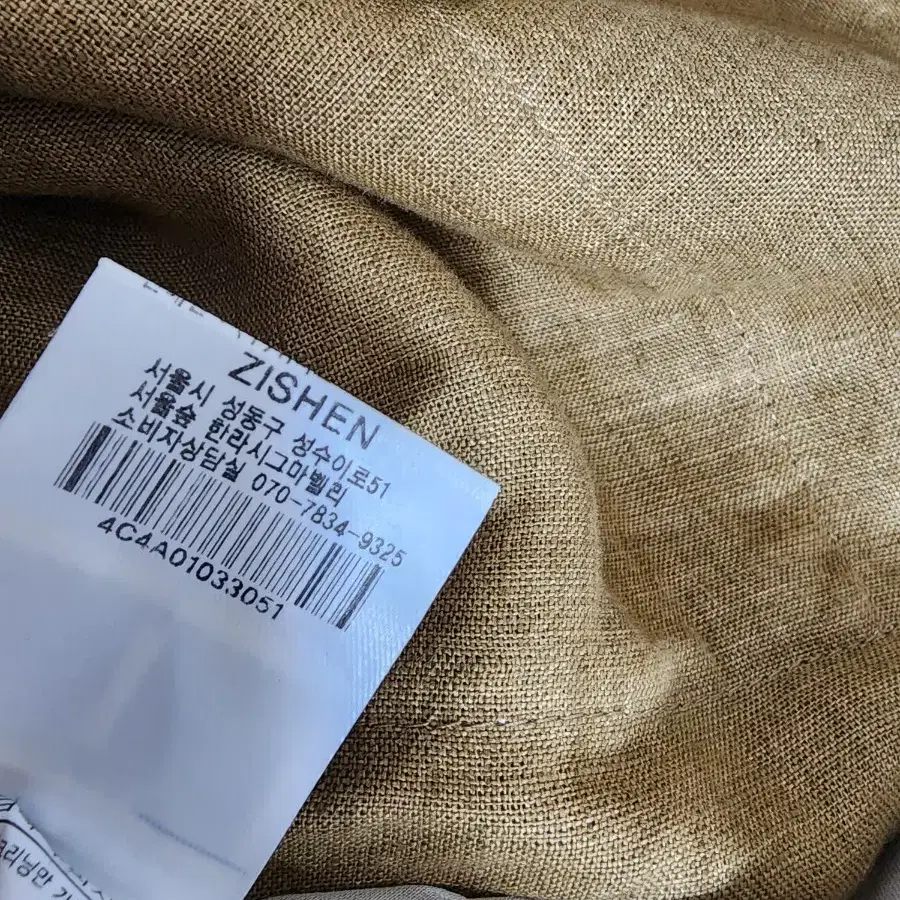 ZISHEN
서울시 성동구 성수이로51
서울숲 한라시그마밸리
소비자상담실 070-7834-9325
4C4A01033051